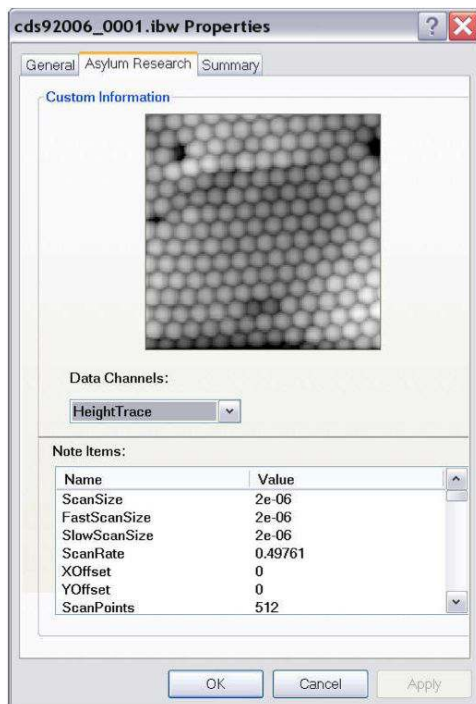 cds92006_0001.ibw Properties
General Asylum Research Summary
Custom Information
Data Channels:
HeightTrace
Note Items:
Name Value
ScanSize 2e-06
FastScanSize 2e-06
SlowScanSize 2e-06
ScanRate 0.49761
XOffset 0
YOffset 0
ScanPoints 512
OK Cancel Apply